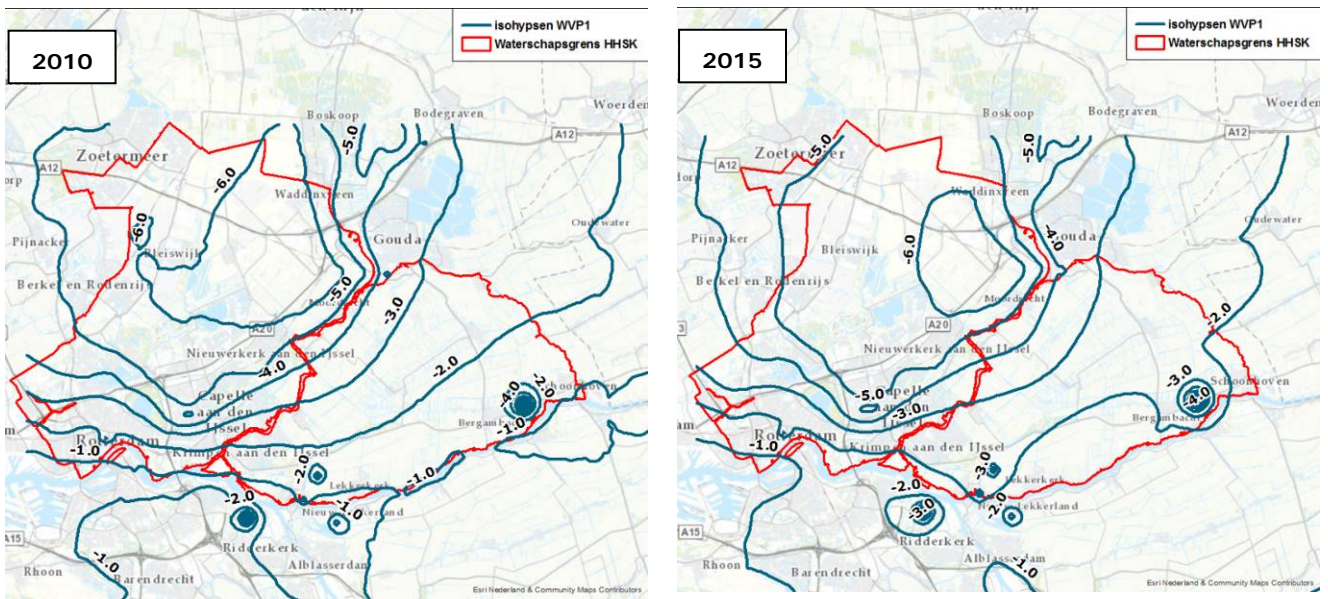 2010
isohypsen WVP1
Waterschapsgrens HHSK
Woerden
Boskoop
Bodegraven
A12
-5.0
Zoetermeer
A12
-6.0
Waddinxveen
Oudewater
-6.0
Pijnacker
Gouda
Bleiswijk
Berkel en Rodenrijs
-5.0
Moordrecht
-3.0
A20
Nieuwerkerk aan den IJssel
-4.0
-2.0
Capelle
aan den
IJssel
-4.0
-2.0
Schoonhoven
-1.0
Rotterdam
-1.0
Krimpen aan den IJssel
-2.0
Lekkerkerk
-1.0
-2.0
-1.0
A15
Ridderkerk
-1.0
Alblasserdam
Rhoon
Barendrecht
Esri Nederland & Community Maps Contributors
2015
isohypsen WVP1
Waterschapsgrens HHSK
Woerden
Boskoop
Bodegraven
A12
-5.0
Zoetermeer
-5.0
A12
Waddinxveen
Oudewater
-4.0
Pijnacker
Bleiswijk
-6.0
Berkel en Rodenrijs
Moordrecht
-2.0
A20
Nieuwerkerk aan den IJssel
-3.0
Schoonhoven
-5.0
Capelle
aan den
-3.0
IJssel
-4.0
Rotterdam
-1.0
Krimpen aan den IJssel
-3.0
Lekkerkerk
-2.0
-2.0
-3.0
A15
Ridderkerk
Alblasserdam
-1.0
Rhoon
Barendrecht
Esri Nederland & Community Maps Contributors